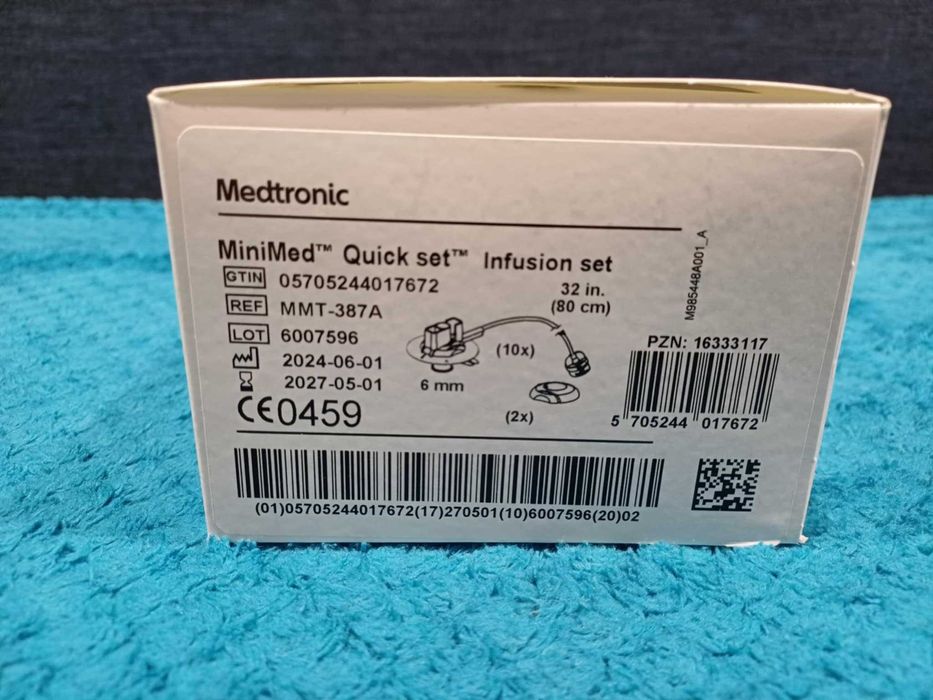 Medtronic
MiniMed™ Quick set™ Infusion set
GTIN 05705244017672
32 in.
(80 cm)
REF MMT-387A
LOT 6007596
2024-06-01
2027-05-01
CE0459
(10x)
6 mm
(2x)
M985448A001_A
PZN: 16333117
5 705244 017672
(01)05705244017672(17)270501(10)6007596(20)02